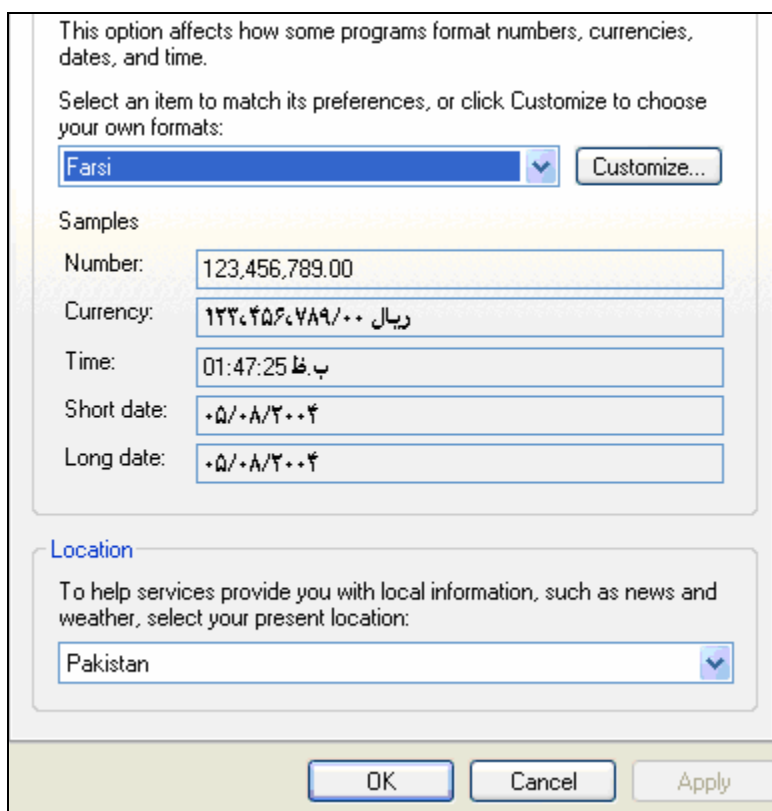 This option affects how some programs format numbers, currencies,
dates, and time.
Select an item to match its preferences, or click Customize to choose
your own formats:
Farsi
Customize...
Samples
Number: 123,456,789.00
Currency: ریال ۱۲۳،۴۵۶،۷۸۹/۰۰
Time: 01:47:25 ب.ظ
Short date: ۰۵/۰۸/۲۰۰۴
Long date: ۰۵/۰۸/۲۰۰۴
Location
To help services provide you with local information, such as news and
weather, select your present location:
Pakistan
OK Cancel Apply